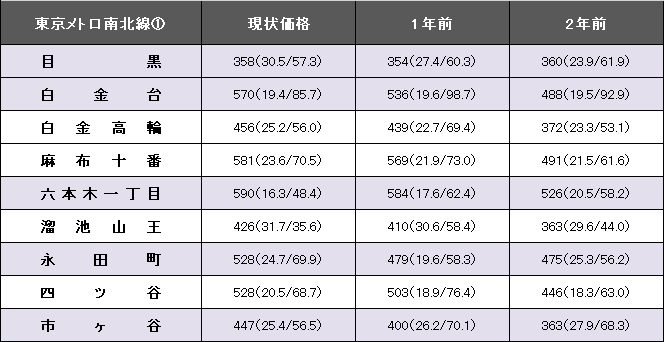 東京メトロ南北線① 現状価格 1年前 2年前
目黒 358(30.5/57.3) 354(27.4/60.3) 360(23.9/61.9)
白金台 570(19.4/85.7) 536(19.6/98.7) 488(19.5/92.9)
白金高輪 456(25.2/56.0) 439(22.7/69.4) 372(23.3/53.1)
麻布十番 581(23.6/70.5) 569(21.9/73.0) 491(21.5/61.6)
六本木一丁目 590(16.3/48.4) 584(17.6/62.4) 526(20.5/58.2)
溜池山王 426(31.7/35.6) 410(30.6/58.4) 363(29.6/44.0)
永田町 528(24.7/69.9) 479(19.6/58.3) 475(25.3/56.2)
四ツ谷 528(20.5/68.7) 503(18.9/76.4) 446(18.3/63.0)
市ヶ谷 447(25.4/56.5) 400(26.2/70.1) 363(27.9/68.3)